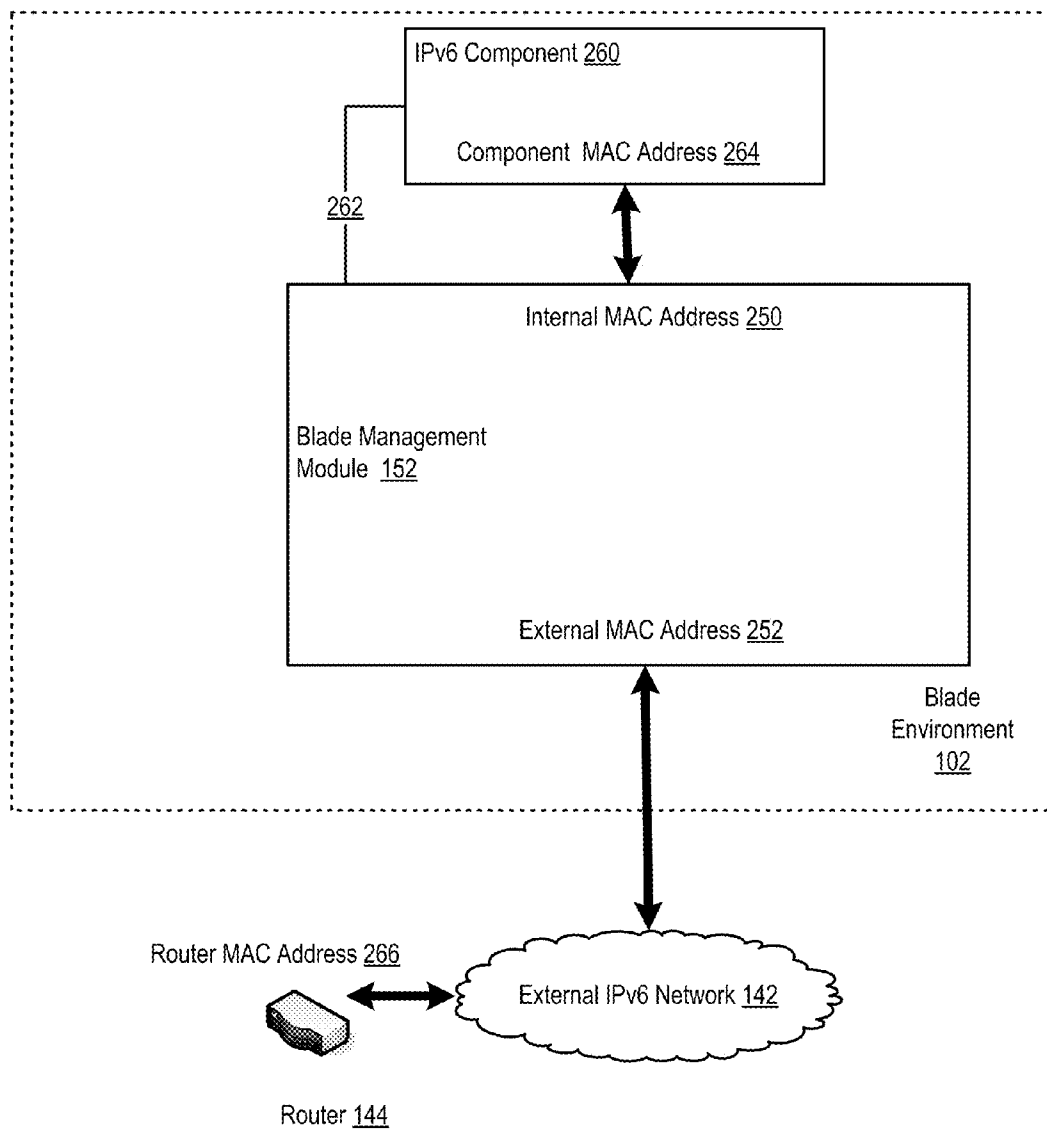 IPv6 Component 260
Component MAC Address 264
262
Internal MAC Address 250
Blade Management
Module 152
External MAC Address 252
Blade
Environment
102
Router MAC Address 266
External IPv6 Network 142
Router 144